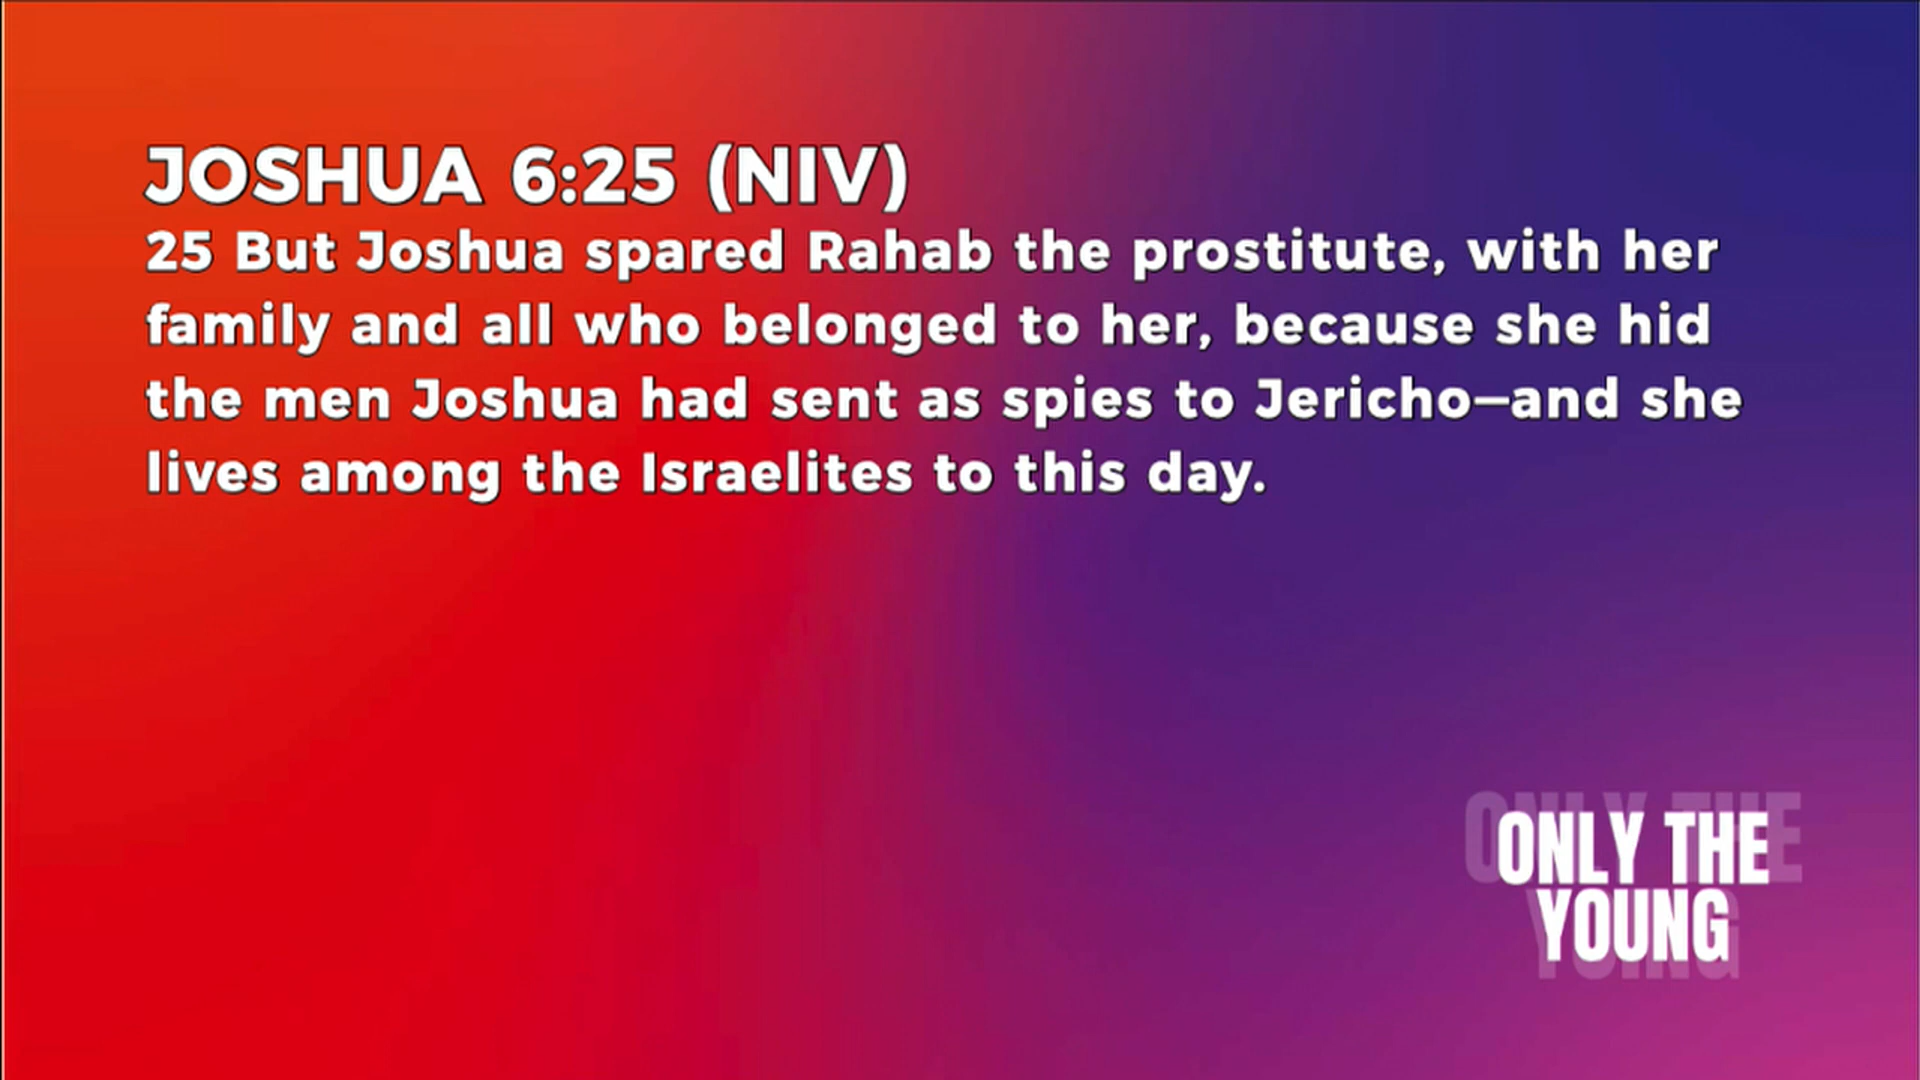 JOSHUA 6:25 (NIV)
25 But Joshua spared Rahab the prostitute, with her
family and all who belonged to her, because she hid
the men Joshua had sent as spies to Jericho—and she
lives among the Israelites to this day.
ONLY THE
YOUNG